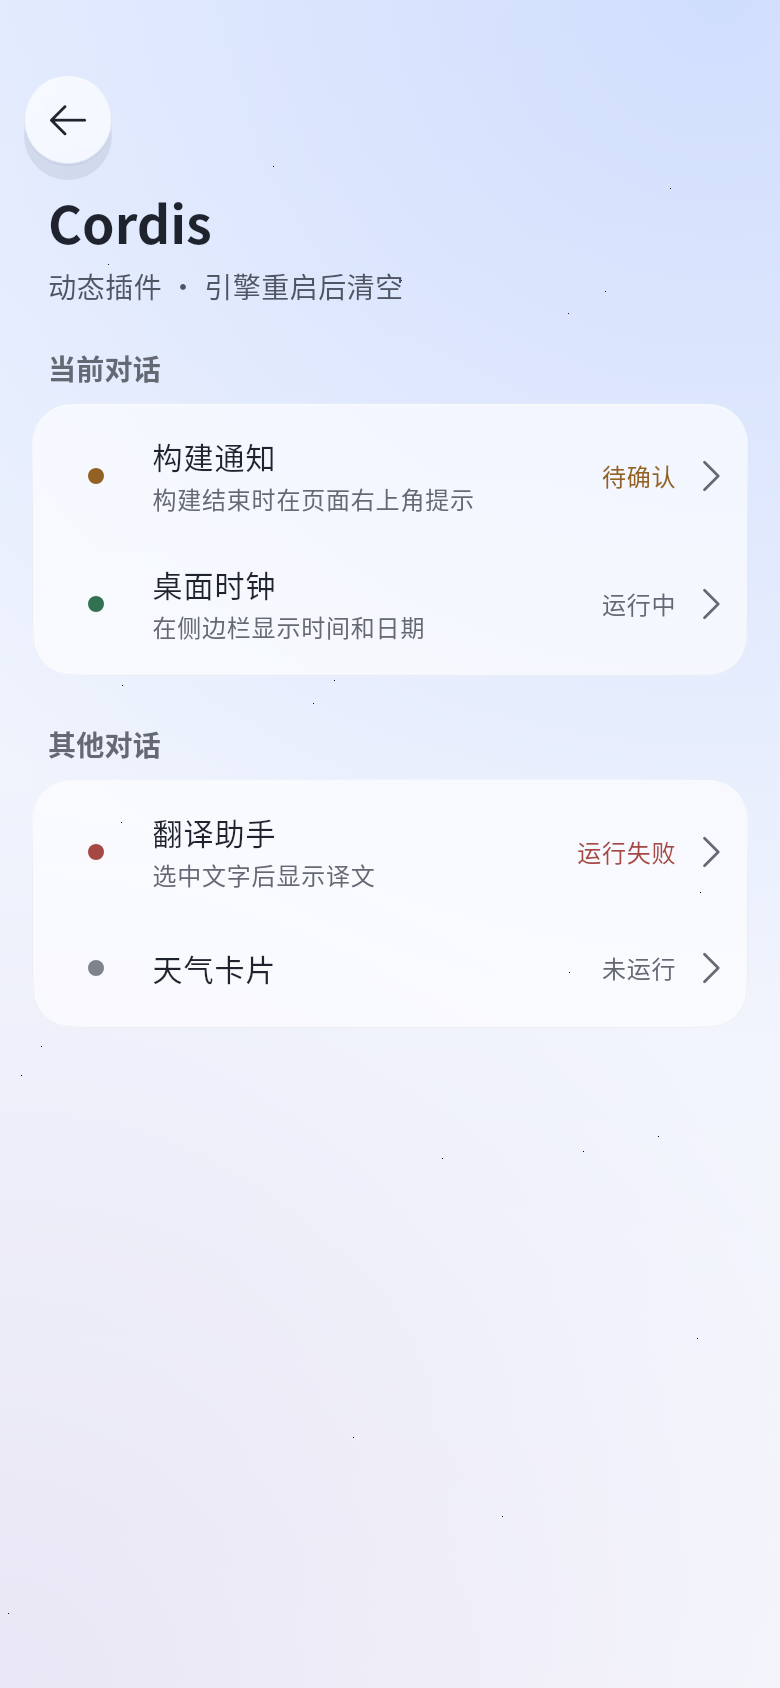 Cordis
动态插件 · 引擎重启后清空
当前对话
构建通知
构建结束时在页面右上角提示
待确认
桌面时钟
在侧边栏显示时间和日期
运行中
其他对话
翻译助手
选中文字后显示译文
运行失败
天气卡片
未运行